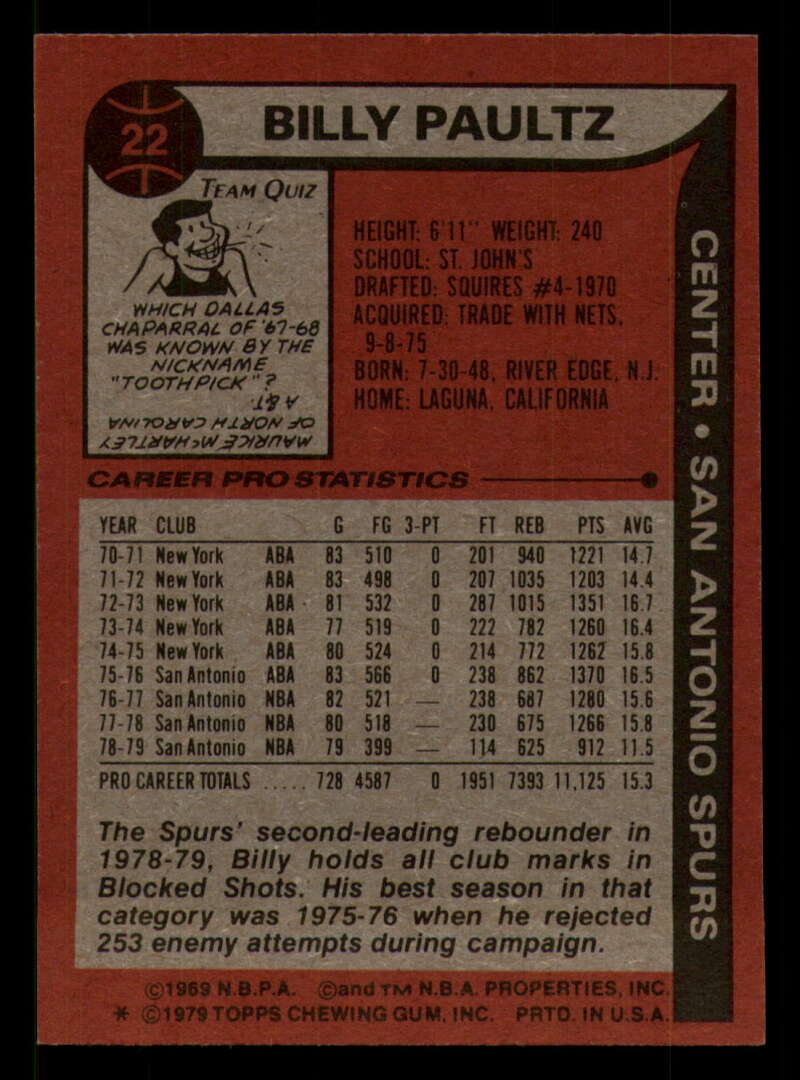 22
BILLY PAULTZ
TEAM QUIZ
WHICH DALLAS
CHAPARRAL OF '67-68
WAS KNOWN BY THE
NICKNAME
"TOOTHPICK"?
MAURICE McHARTLEY
OF NORTH CAROLINA
A & T.
HEIGHT: 6'11" WEIGHT: 240
SCHOOL: ST. JOHN'S
DRAFTED: SQUIRES #4-1970
ACQUIRED: TRADE WITH NETS,
9-8-75
BORN: 7-30-48, RIVER EDGE, N.J.
HOME: LAGUNA, CALIFORNIA
CENTER • SAN ANTONIO SPURS
CAREER PRO STATISTICS
YEAR CLUB G FG 3-PT FT REB PTS AVG
70-71 New York ABA 83 510 0 201 940 1221 14.7
71-72 New York ABA 83 498 0 207 1035 1203 14.4
72-73 New York ABA 81 532 0 287 1015 1351 16.7
73-74 New York ABA 77 519 0 222 782 1260 16.4
74-75 New York ABA 80 524 0 214 772 1262 15.8
75-76 San Antonio ABA 83 566 0 238 862 1370 16.5
76-77 San Antonio NBA 82 521 — 238 687 1280 15.6
77-78 San Antonio NBA 80 518 — 230 675 1266 15.8
78-79 San Antonio NBA 79 399 — 114 625 912 11.5
PRO CAREER TOTALS ..... 728 4587 0 1951 7393 11,125 15.3
The Spurs' second-leading rebounder in
1978-79, Billy holds all club marks in
Blocked Shots. His best season in that
category was 1975-76 when he rejected
253 enemy attempts during campaign.
©1969 N.B.P.A. ©and TM N.B.A. PROPERTIES, INC.
* ©1979 TOPPS CHEWING GUM, INC. PRTD. IN U.S.A.